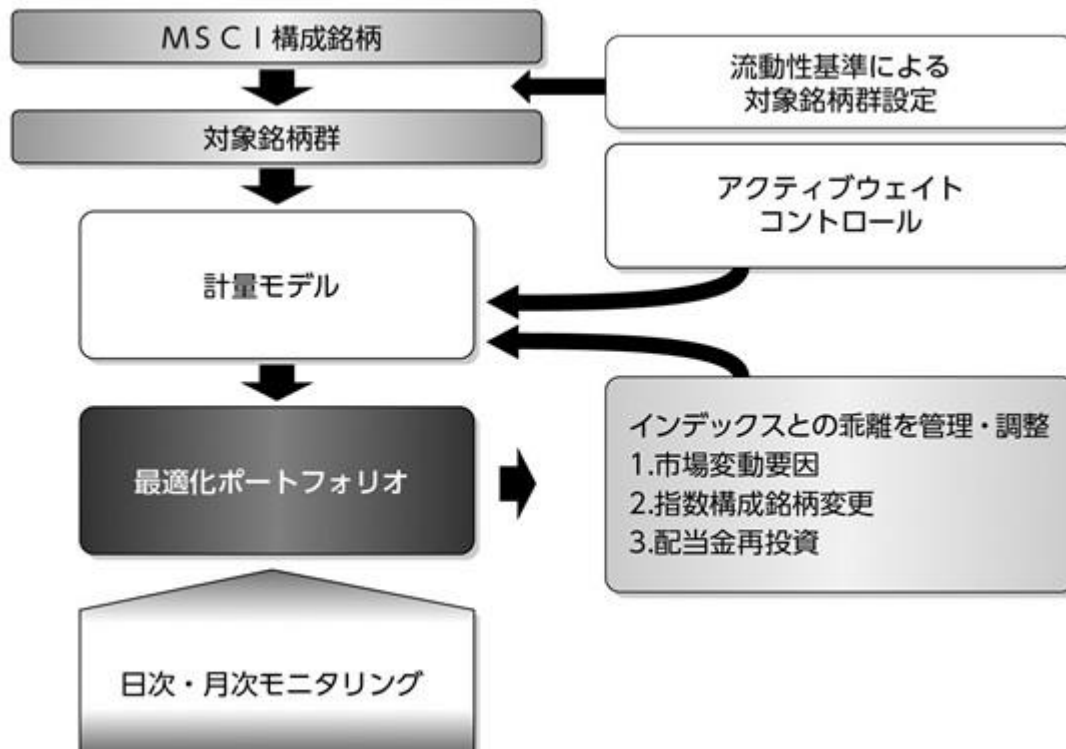 MSCI構成銘柄
流動性基準による
対象銘柄群設定
対象銘柄群
アクティブウェイト
コントロール
計量モデル
インデックスとの乖離を管理・調整
1.市場変動要因
2.指数構成銘柄変更
3.配当金再投資
最適化ポートフォリオ
日次・月次モニタリング